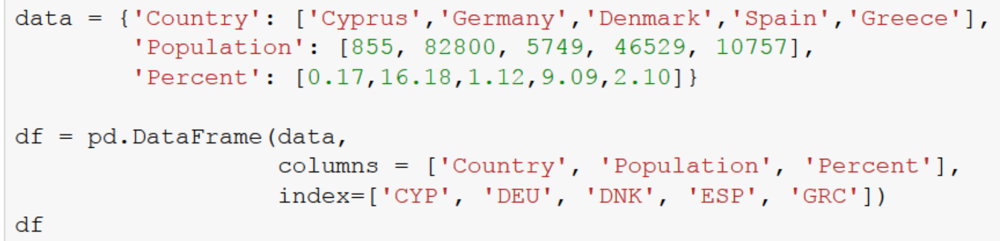 data = {'Country': ['Cyprus','Germany','Denmark','Spain','Greece'],
        'Population': [855, 82800, 5749, 46529, 10757],
        'Percent': [0.17,16.18,1.12,9.09,2.10]}
df = pd.DataFrame(data,
                  columns = ['Country', 'Population', 'Percent'],
                  index=['CYP', 'DEU', 'DNK', 'ESP', 'GRC'])
df